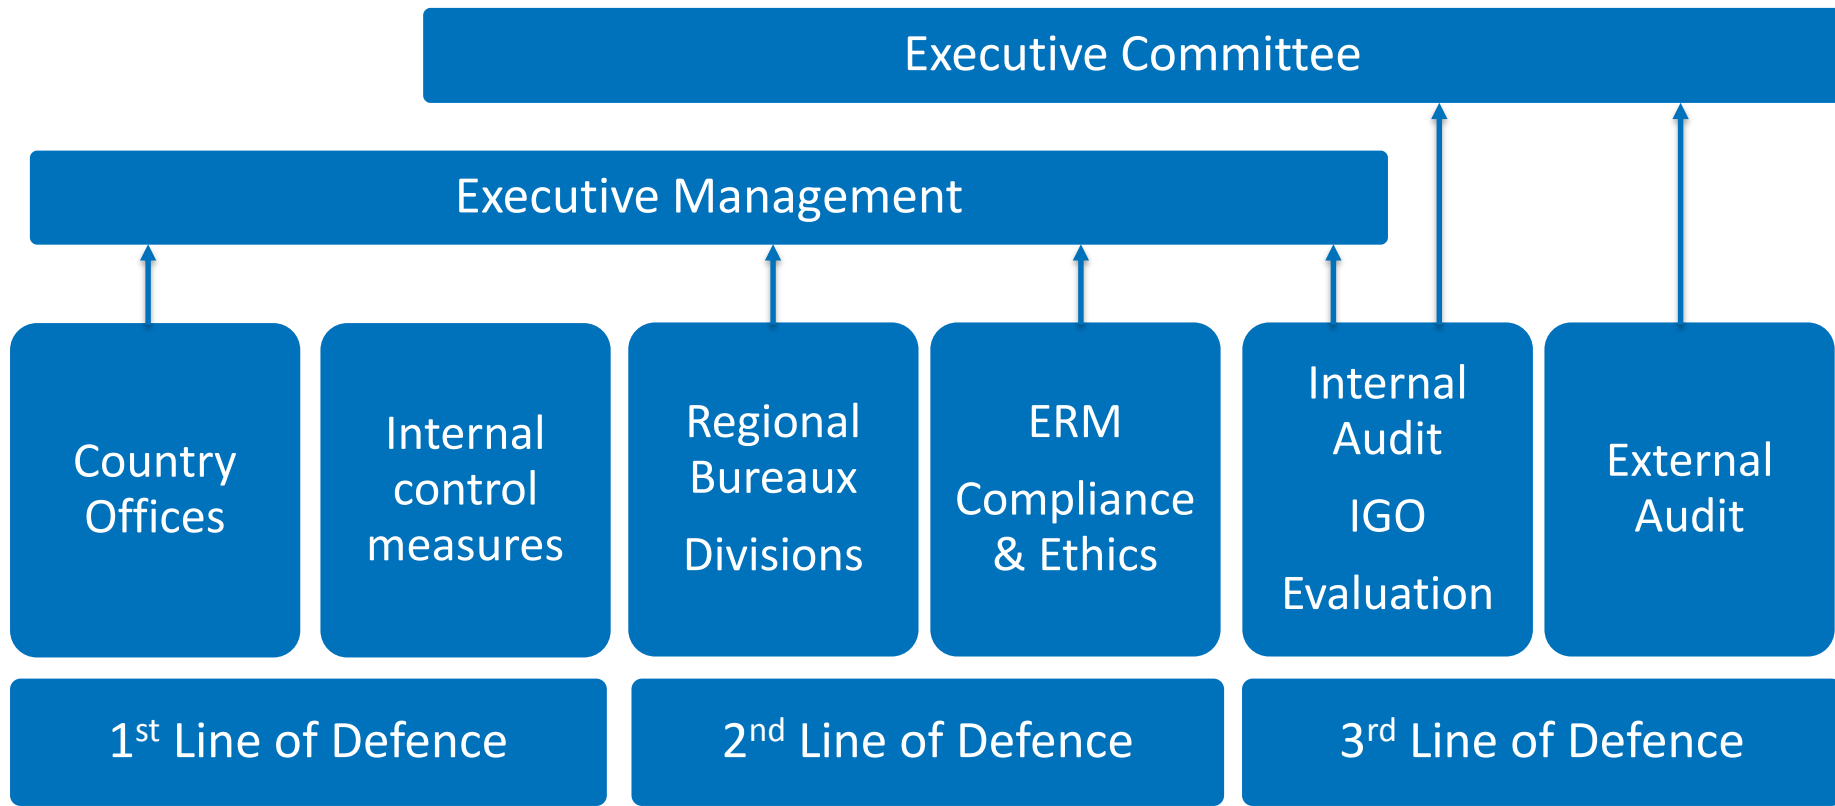 Executive Committee
Executive Management
Country
Offices
Internal
control
measures
Regional
Bureaux
Divisions
ERM
Compliance
& Ethics
Internal
Audit
IGO
Evaluation
External
Audit
1st Line of Defence
2nd Line of Defence
3rd Line of Defence